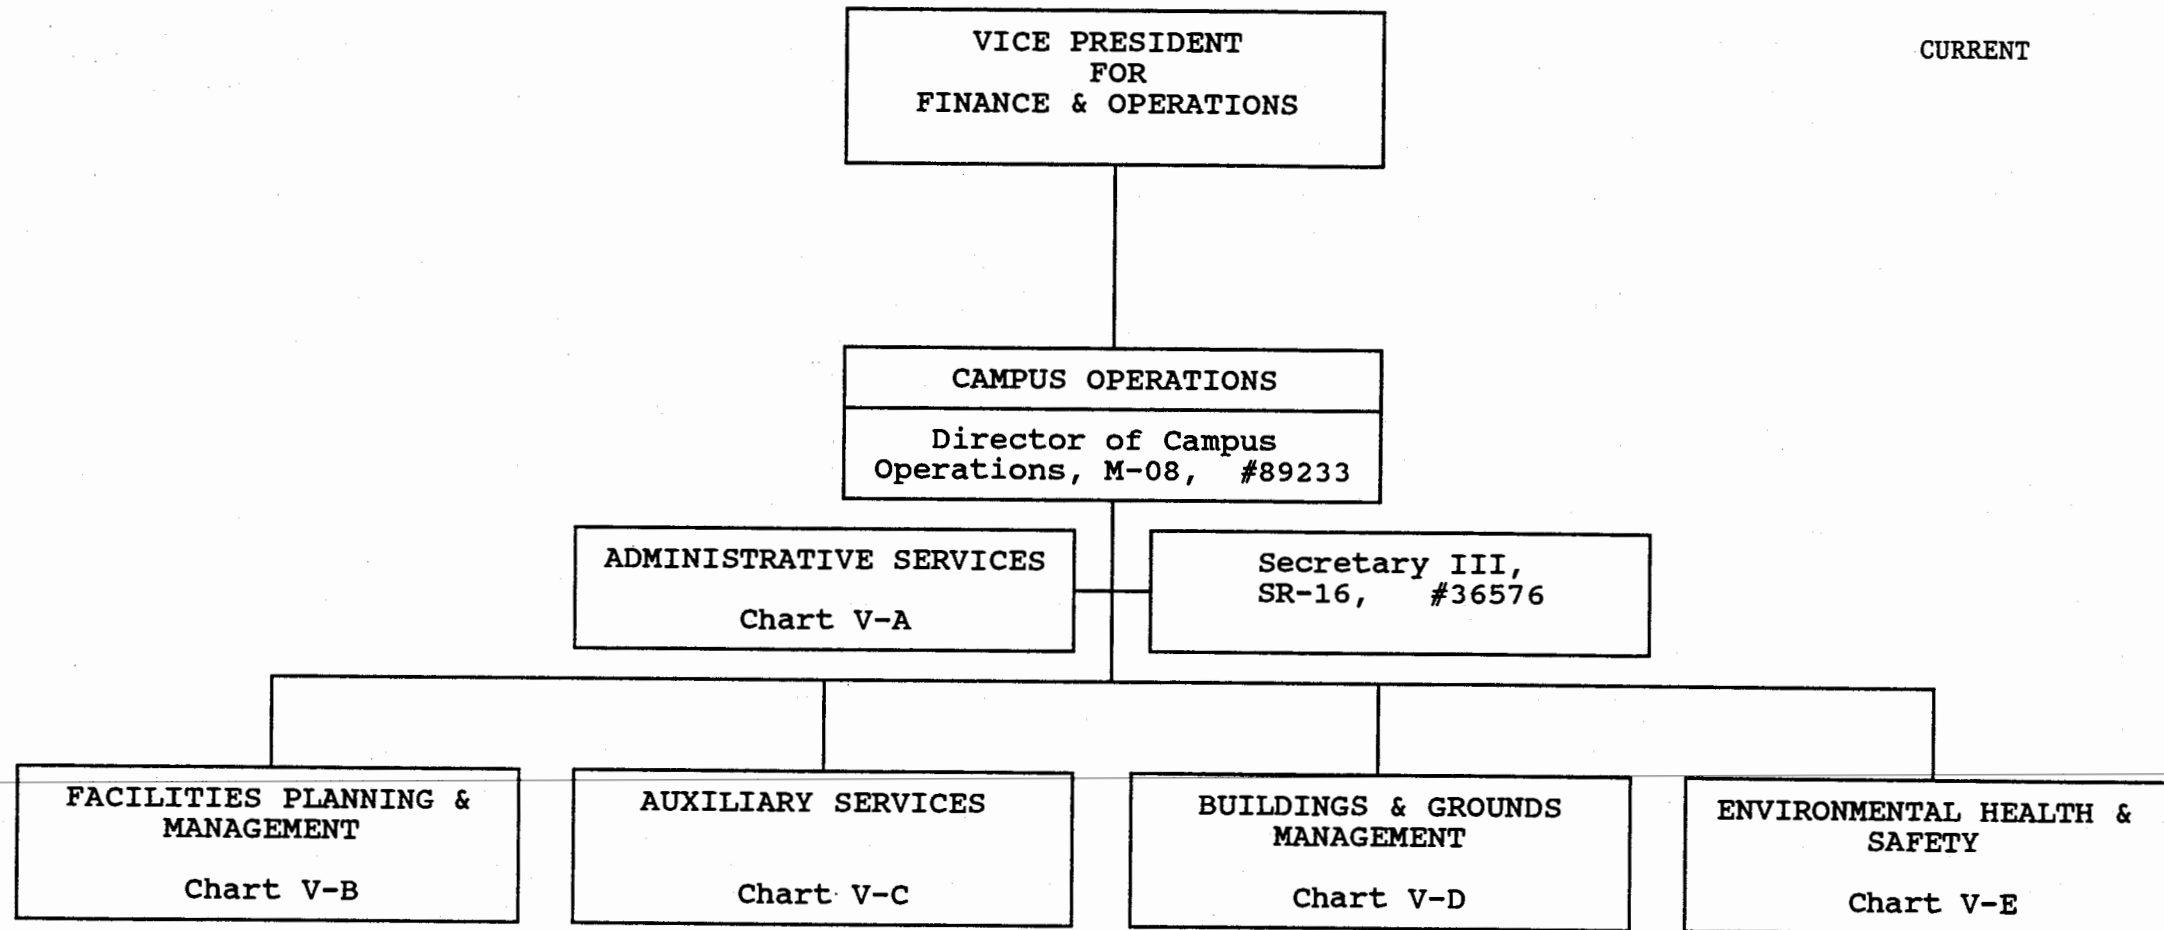 VICE PRESIDENT
FOR
FINANCE & OPERATIONS
CURRENT
CAMPUS OPERATIONS
Director of Campus
Operations, M-08, #89233
ADMINISTRATIVE SERVICES
Chart V-A
Secretary III,
SR-16, #36576
FACILITIES PLANNING &
MANAGEMENT
Chart V-B
AUXILIARY SERVICES
Chart V-C
BUILDINGS & GROUNDS
MANAGEMENT
Chart V-D
ENVIRONMENTAL HEALTH &
SAFETY
Chart V-E